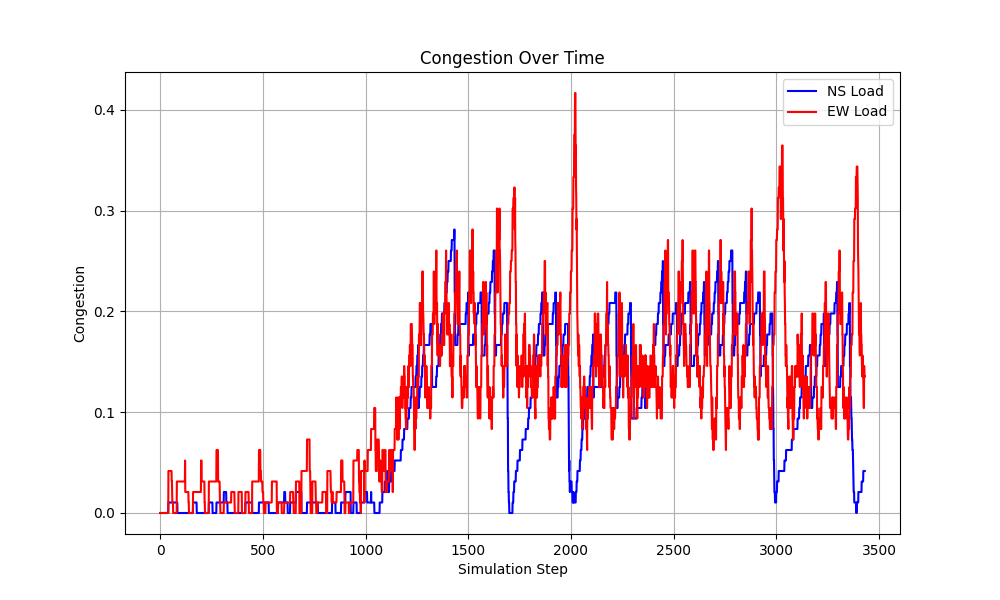 Congestion Over Time
NS Load
EW Load
0.4
0.3
0.2
0.1
0.0
Congestion
0 500 1000 1500 2000 2500 3000 3500
Simulation Step